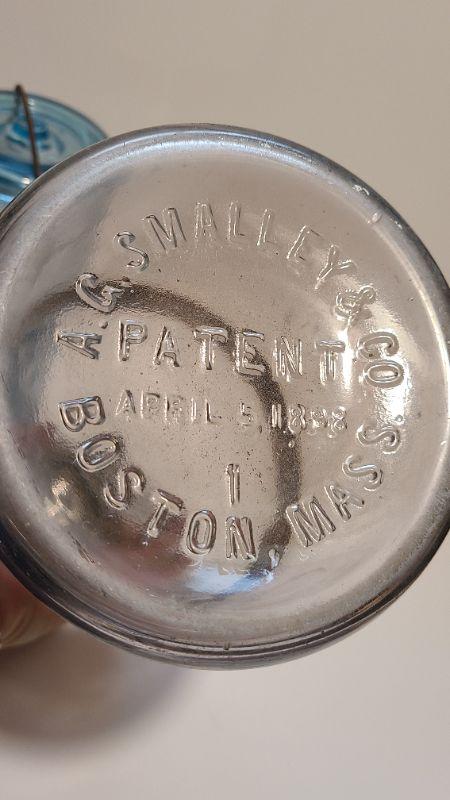 A.G. SMALLEY & CO.
PATENT
APRIL 5, 1898
1
BOSTON, MASS.